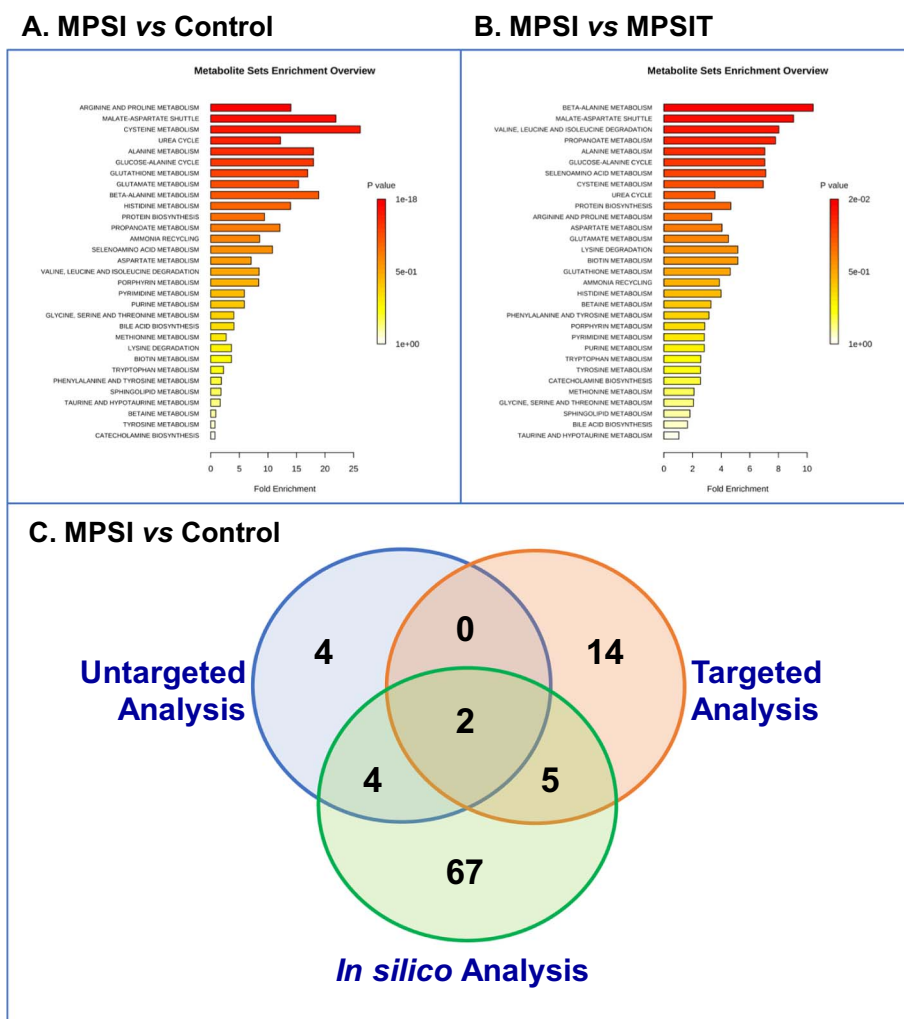 A. MPSI vs Control
Metabolite Sets Enrichment Overview
ARGININE AND PROLINE METABOLISM
MALATE-ASPARTATE SHUTTLE
CYSTEINE METABOLISM
UREA CYCLE
ALANINE METABOLISM
GLUCOSE-ALANINE CYCLE
GLUTATHIONE METABOLISM
GLUTAMATE METABOLISM
BETA-ALANINE METABOLISM
HISTIDINE METABOLISM
PROTEIN BIOSYNTHESIS
PROPANOATE METABOLISM
AMMONIA RECYCLING
SELENOAMINO ACID METABOLISM
ASPARTATE METABOLISM
VALINE, LEUCINE AND ISOLEUCINE DEGRADATION
PORPHYRIN METABOLISM
PYRIMIDINE METABOLISM
PURINE METABOLISM
GLYCINE, SERINE AND THREONINE METABOLISM
BILE ACID BIOSYNTHESIS
METHIONINE METABOLISM
LYSINE DEGRADATION
BIOTIN METABOLISM
TRYPTOPHAN METABOLISM
PHENYLALANINE AND TYROSINE METABOLISM
SPHINGOLIPID METABOLISM
TAURINE AND HYPOTAURINE METABOLISM
BETAINE METABOLISM
TYROSINE METABOLISM
CATECHOLAMINE BIOSYNTHESIS
P value
1e-18
5e-01
1e+00
0 5 10 15 20 25
Fold Enrichment
B. MPSI vs MPSIT
Metabolite Sets Enrichment Overview
BETA-ALANINE METABOLISM
MALATE-ASPARTATE SHUTTLE
VALINE, LEUCINE AND ISOLEUCINE DEGRADATION
PROPANOATE METABOLISM
ALANINE METABOLISM
GLUCOSE-ALANINE CYCLE
SELENOAMINO ACID METABOLISM
CYSTEINE METABOLISM
UREA CYCLE
PROTEIN BIOSYNTHESIS
ARGININE AND PROLINE METABOLISM
ASPARTATE METABOLISM
GLUTAMATE METABOLISM
LYSINE DEGRADATION
BIOTIN METABOLISM
GLUTATHIONE METABOLISM
AMMONIA RECYCLING
HISTIDINE METABOLISM
BETAINE METABOLISM
PHENYLALANINE AND TYROSINE METABOLISM
PORPHYRIN METABOLISM
PYRIMIDINE METABOLISM
PURINE METABOLISM
TRYPTOPHAN METABOLISM
TYROSINE METABOLISM
CATECHOLAMINE BIOSYNTHESIS
METHIONINE METABOLISM
GLYCINE, SERINE AND THREONINE METABOLISM
SPHINGOLIPID METABOLISM
BILE ACID BIOSYNTHESIS
TAURINE AND HYPOTAURINE METABOLISM
P value
2e-02
5e-01
1e+00
0 2 4 6 8 10
Fold Enrichment
C. MPSI vs Control
Untargeted
Analysis
4
0
14
Targeted
Analysis
2
4
5
67
In silico Analysis